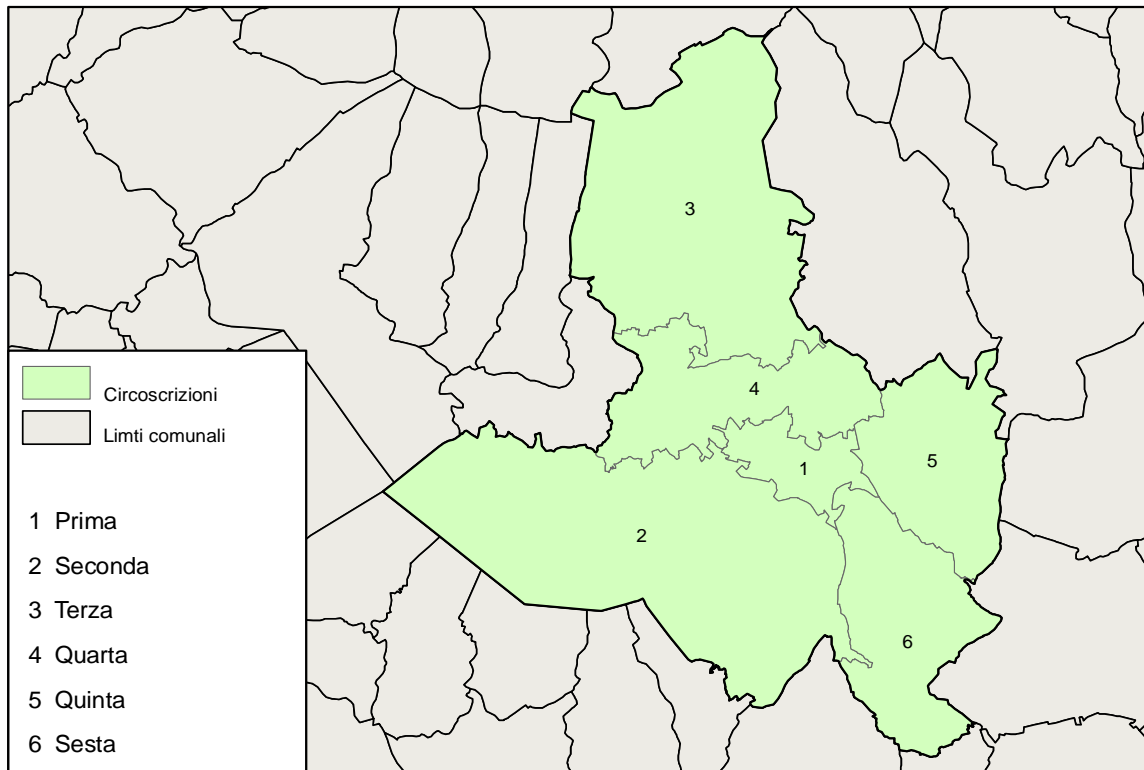 3
4
1
5
2
6
Circoscrizioni
Limti comunali
1 Prima
2 Seconda
3 Terza
4 Quarta
5 Quinta
6 Sesta